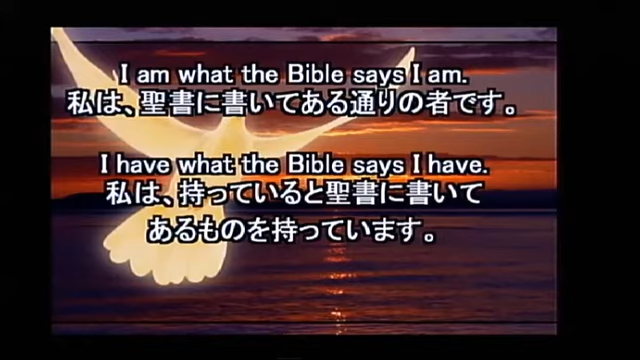 I am what the Bible says I am.
私は、聖書に書いてある通りの者です。
I have what the Bible says I have.
私は、持っていると聖書に書いて
あるものを持っています。